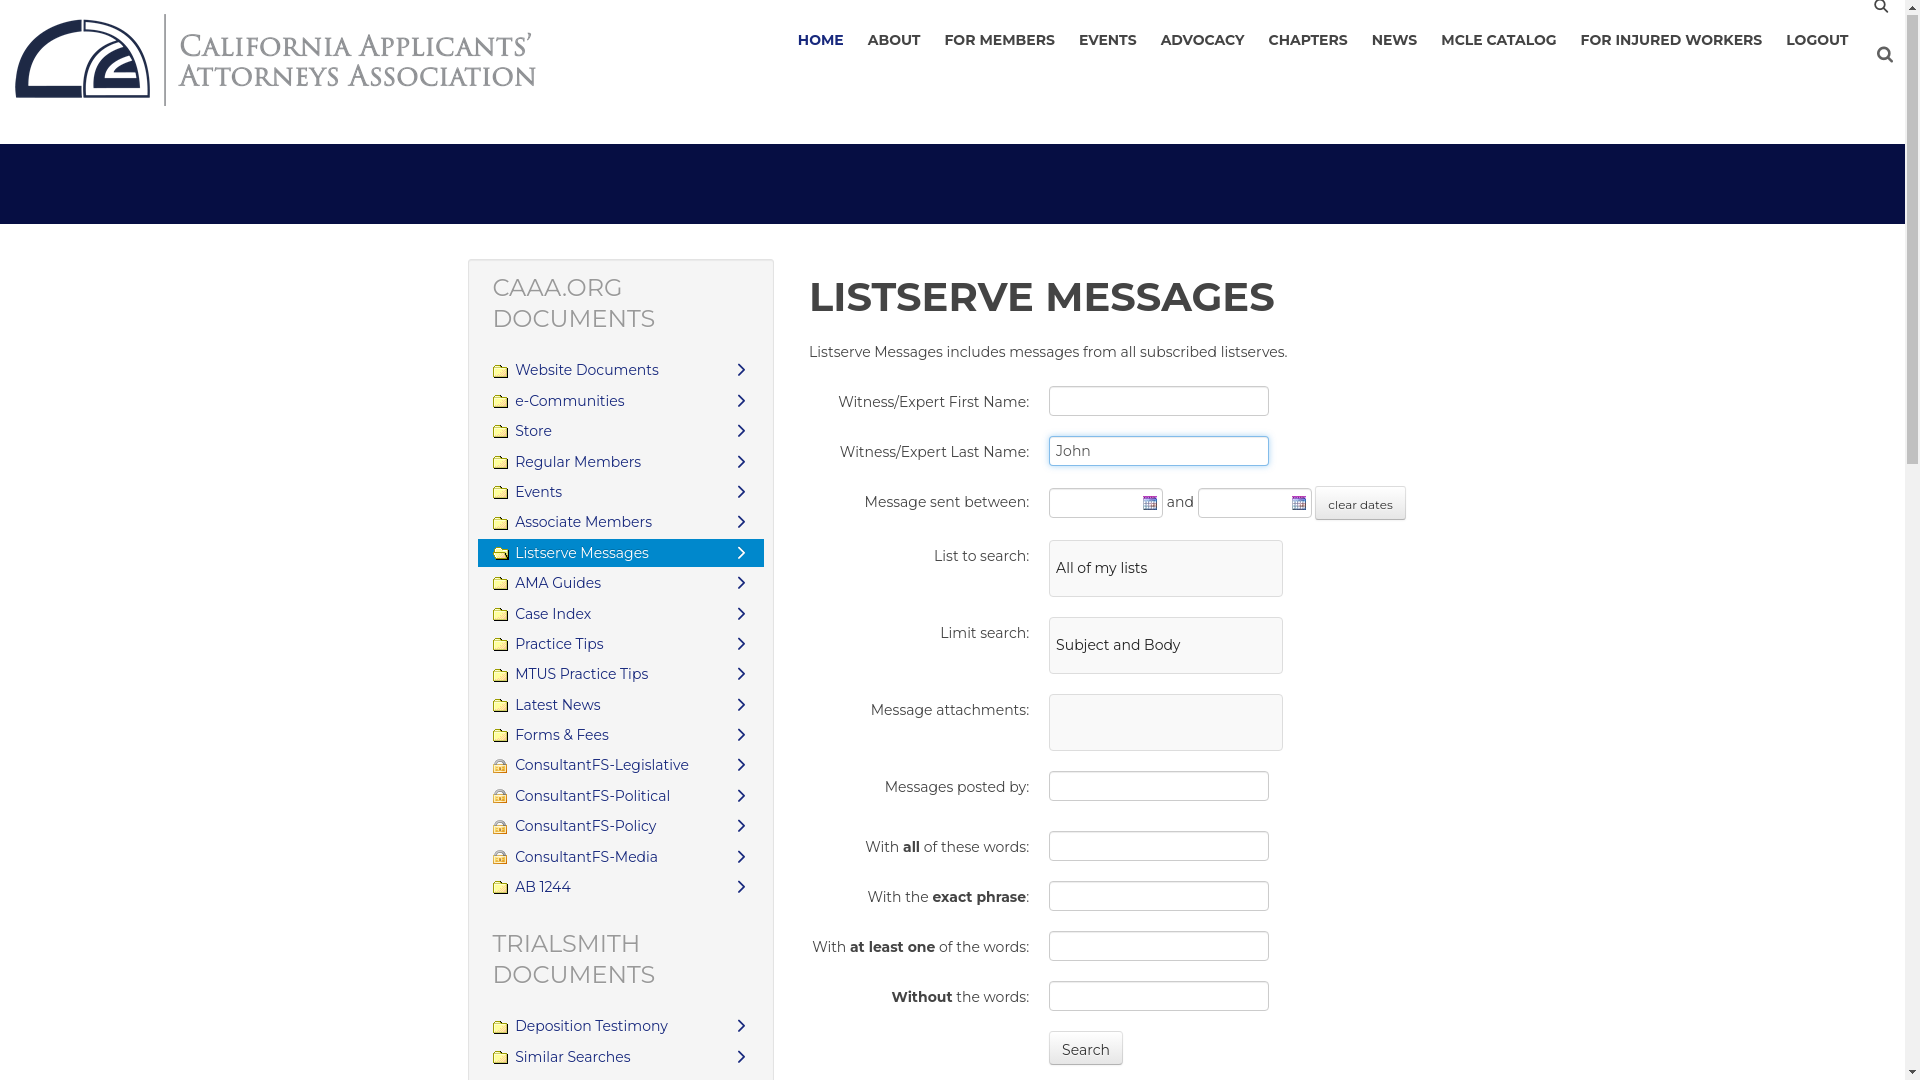 CALIFORNIA APPLICANTS'
ATTORNEYS ASSOCIATION
HOME
ABOUT
FOR MEMBERS
EVENTS
ADVOCACY
CHAPTERS
NEWS
MCLE CATALOG
FOR INJURED WORKERS
LOGOUT
CAAA.ORG
DOCUMENTS
Website Documents
e-Communities
Store
Regular Members
Events
Associate Members
Listserve Messages
AMA Guides
Case Index
Practice Tips
MTUS Practice Tips
Latest News
Forms & Fees
ConsultantFS-Legislative
ConsultantFS-Political
ConsultantFS-Policy
ConsultantFS-Media
AB 1244
TRIALSMITH
DOCUMENTS
Deposition Testimony
Similar Searches
LISTSERVE MESSAGES
Listserve Messages includes messages from all subscribed listserves.
Witness/Expert First Name:
Witness/Expert Last Name: John
Message sent between: and clear dates
List to search: All of my lists
Limit search: Subject and Body
Message attachments:
Messages posted by:
With all of these words:
With the exact phrase:
With at least one of the words:
Without the words:
Search